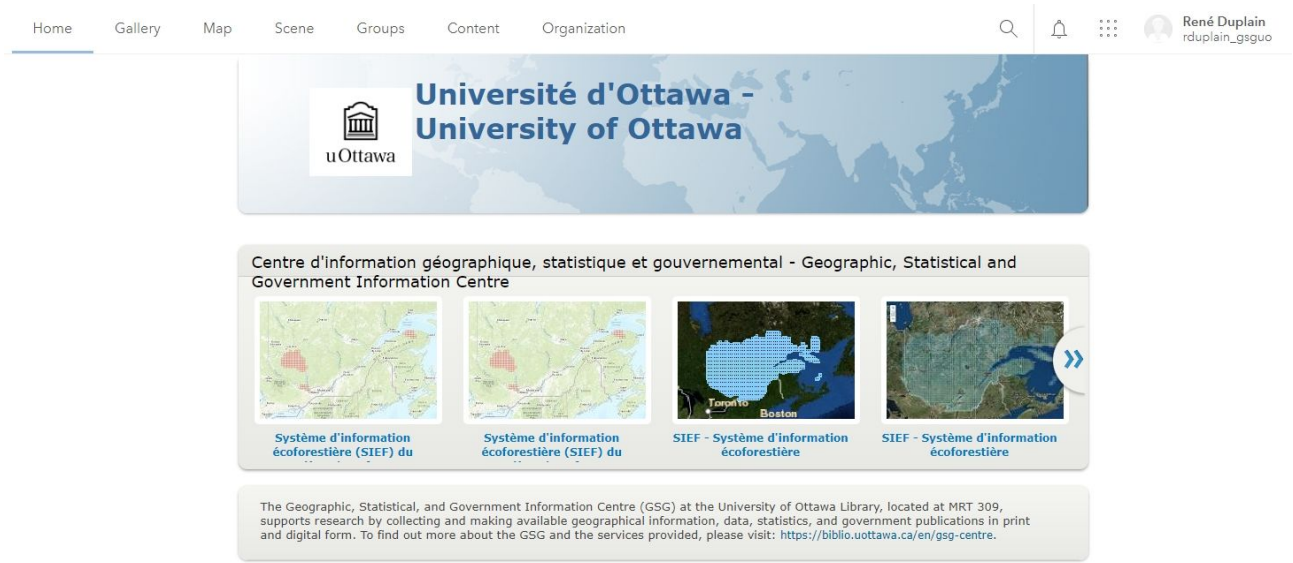 Home Gallery Map Scene Groups Content Organization
René Duplain
rduplain_gsguo
Université d'Ottawa -
University of Ottawa
uOttawa
Centre d'information géographique, statistique et gouvernemental - Geographic, Statistical and
Government Information Centre
Toronto
Boston
Système d'information
écoforestière (SIEF) du
Système d'information
écoforestière (SIEF) du
SIEF - Système d'information
écoforestière
SIEF - Système d'information
écoforestière
The Geographic, Statistical, and Government Information Centre (GSG) at the University of Ottawa Library, located at MRT 309,
supports research by collecting and making available geographical information, data, statistics, and government publications in print
and digital form. To find out more about the GSG and the services provided, please visit: https://biblio.uottawa.ca/en/gsg-centre.